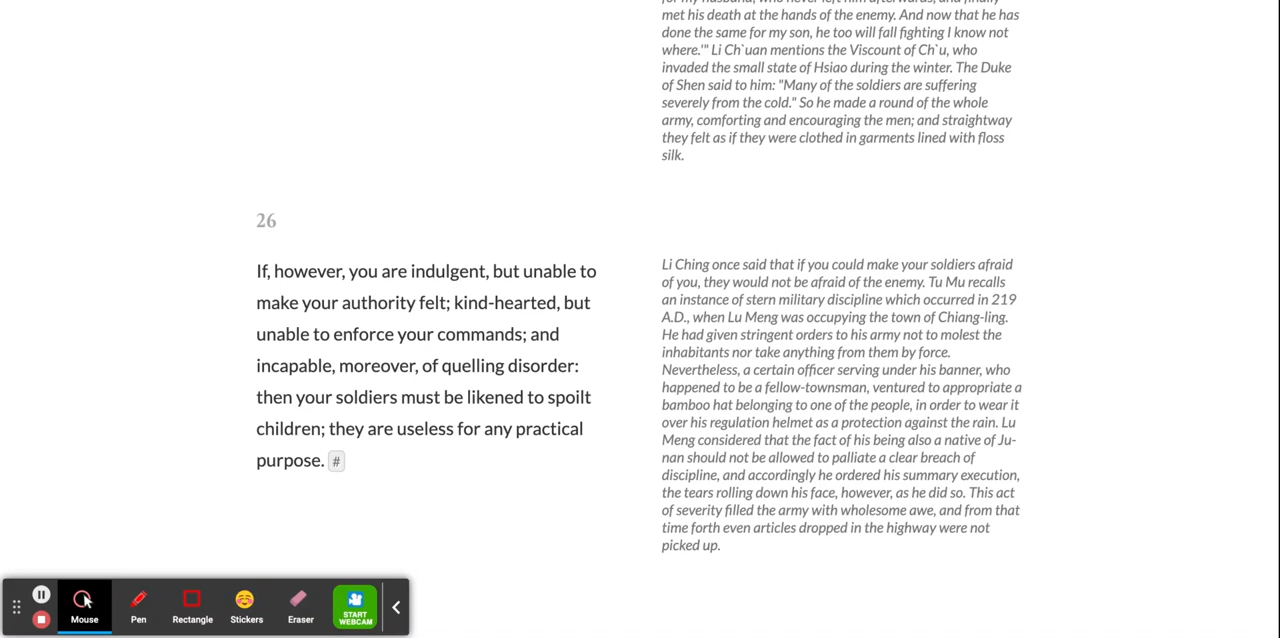 for my husband, who never left him afterwards, and finally
met his death at the hands of the enemy. And now that he has
done the same for my son, he too will fall fighting I know not
where.'" Li Ch`uan mentions the Viscount of Ch`u, who
invaded the small state of Hsiao during the winter. The Duke
of Shen said to him: "Many of the soldiers are suffering
severely from the cold." So he made a round of the whole
army, comforting and encouraging the men; and straightway
they felt as if they were clothed in garments lined with floss
silk.
26
If, however, you are indulgent, but unable to
make your authority felt; kind-hearted, but
unable to enforce your commands; and
incapable, moreover, of quelling disorder:
then your soldiers must be likened to spoilt
children; they are useless for any practical
purpose. #
Li Ching once said that if you could make your soldiers afraid
of you, they would not be afraid of the enemy. Tu Mu recalls
an instance of stern military discipline which occurred in 219
A.D., when Lu Meng was occupying the town of Chiang-ling.
He had given stringent orders to his army not to molest the
inhabitants nor take anything from them by force.
Nevertheless, a certain officer serving under his banner, who
happened to be a fellow-townsman, ventured to appropriate a
bamboo hat belonging to one of the people, in order to wear it
over his regulation helmet as a protection against the rain. Lu
Meng considered that the fact of his being also a native of Ju-
nan should not be allowed to palliate a clear breach of
discipline, and accordingly he ordered his summary execution,
the tears rolling down his face, however, as he did so. This act
of severity filled the army with wholesome awe, and from that
time forth even articles dropped in the highway were not
picked up.
Mouse
Pen
Rectangle
Stickers
Eraser
START
WEBCAM